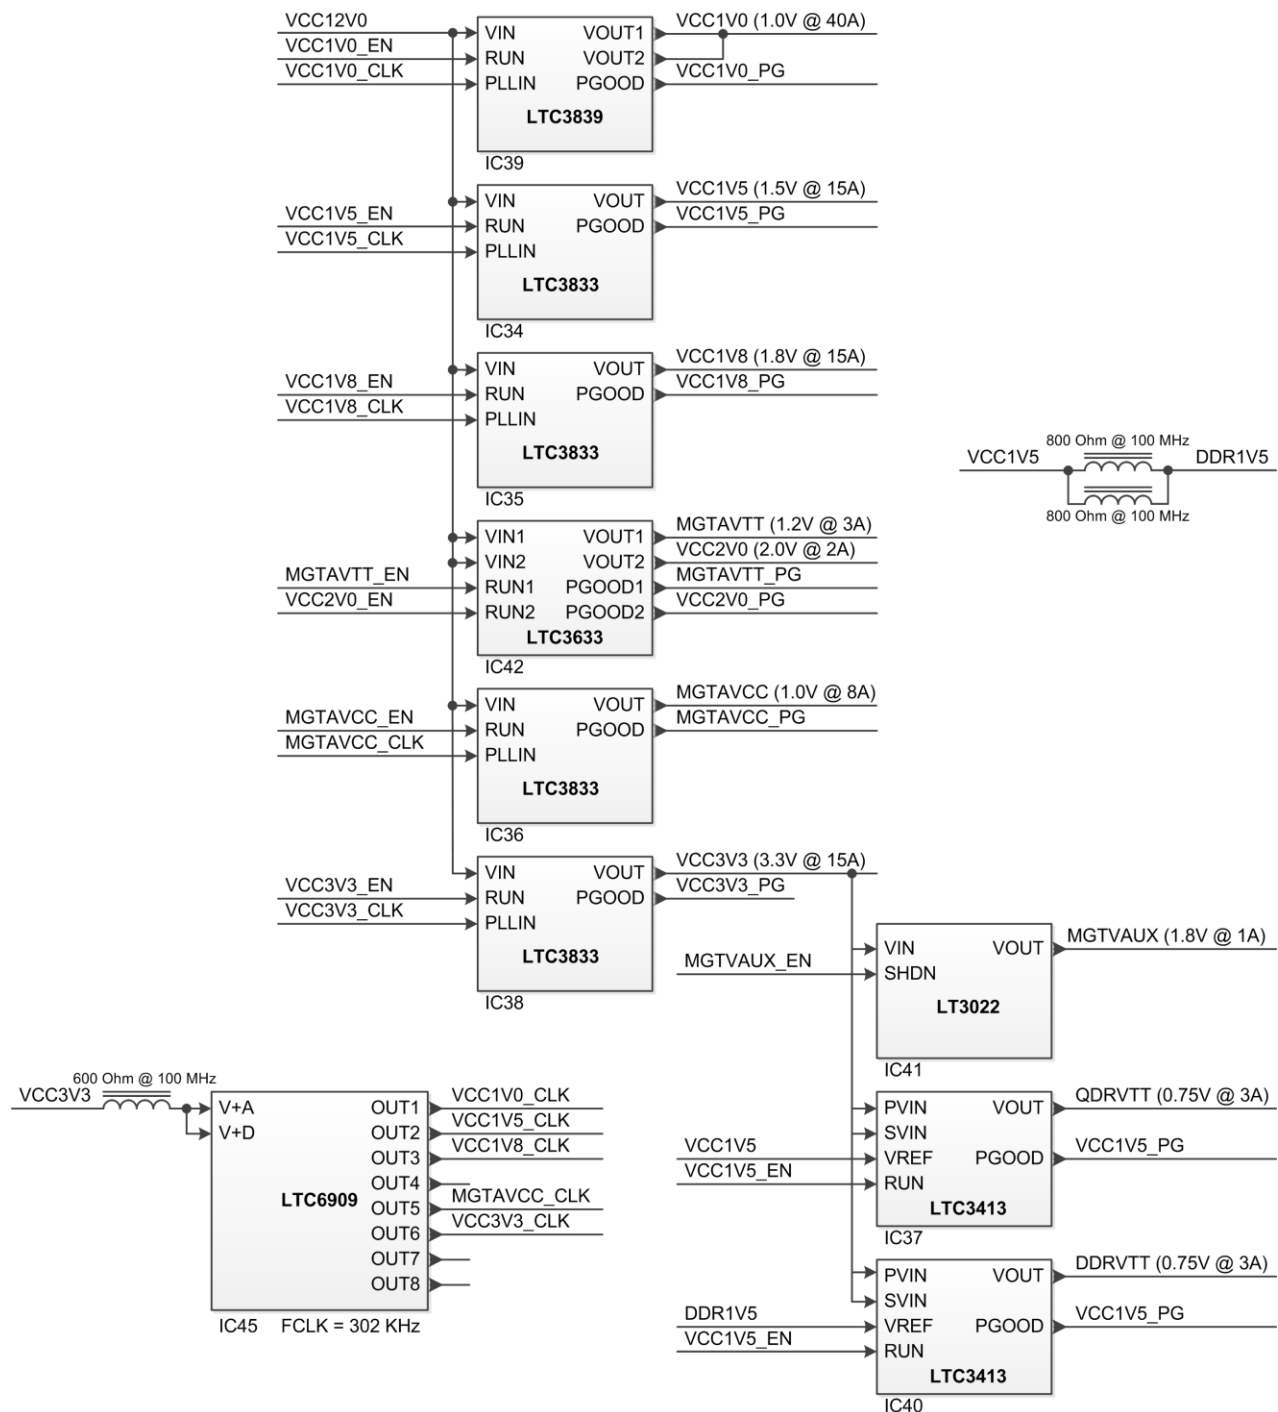 VCC12V0
VCC1V0_EN
VCC1V0_CLK
VIN VOUT1
RUN VOUT2
PLLIN PGOOD
LTC3839
IC39
VCC1V0 (1.0V @ 40A)
VCC1V0_PG
VCC1V5_EN
VCC1V5_CLK
VIN VOUT
RUN PGOOD
PLLIN
LTC3833
IC34
VCC1V5 (1.5V @ 15A)
VCC1V5_PG
VCC1V8_EN
VCC1V8_CLK
VIN VOUT
RUN PGOOD
PLLIN
LTC3833
IC35
VCC1V8 (1.8V @ 15A)
VCC1V8_PG
800 Ohm @ 100 MHz
VCC1V5 DDR1V5
800 Ohm @ 100 MHz
MGTAVTT_EN
VCC2V0_EN
VIN1 VOUT1
VIN2 VOUT2
RUN1 PGOOD1
RUN2 PGOOD2
LTC3633
IC42
MGTAVTT (1.2V @ 3A)
VCC2V0 (2.0V @ 2A)
MGTAVTT_PG
VCC2V0_PG
MGTAVCC_EN
MGTAVCC_CLK
VIN VOUT
RUN PGOOD
PLLIN
LTC3833
IC36
MGTAVCC (1.0V @ 8A)
MGTAVCC_PG
VCC3V3_EN
VCC3V3_CLK
VIN VOUT
RUN PGOOD
PLLIN
LTC3833
IC38
VCC3V3 (3.3V @ 15A)
VCC3V3_PG
MGTVAUX_EN
VIN VOUT
SHDN
LT3022
IC41
MGTVAUX (1.8V @ 1A)
600 Ohm @ 100 MHz
VCC3V3
V+A OUT1
V+D OUT2
OUT3
OUT4
LTC6909
OUT5
OUT6
OUT7
OUT8
IC45 FCLK = 302 KHz
VCC1V0_CLK
VCC1V5_CLK
VCC1V8_CLK
MGTAVCC_CLK
VCC3V3_CLK
VCC1V5
VCC1V5_EN
PVIN VOUT
SVIN
VREF PGOOD
RUN
LTC3413
IC37
QDRVTT (0.75V @ 3A)
VCC1V5_PG
DDR1V5
VCC1V5_EN
PVIN VOUT
SVIN
VREF PGOOD
RUN
LTC3413
IC40
DDRVTT (0.75V @ 3A)
VCC1V5_PG